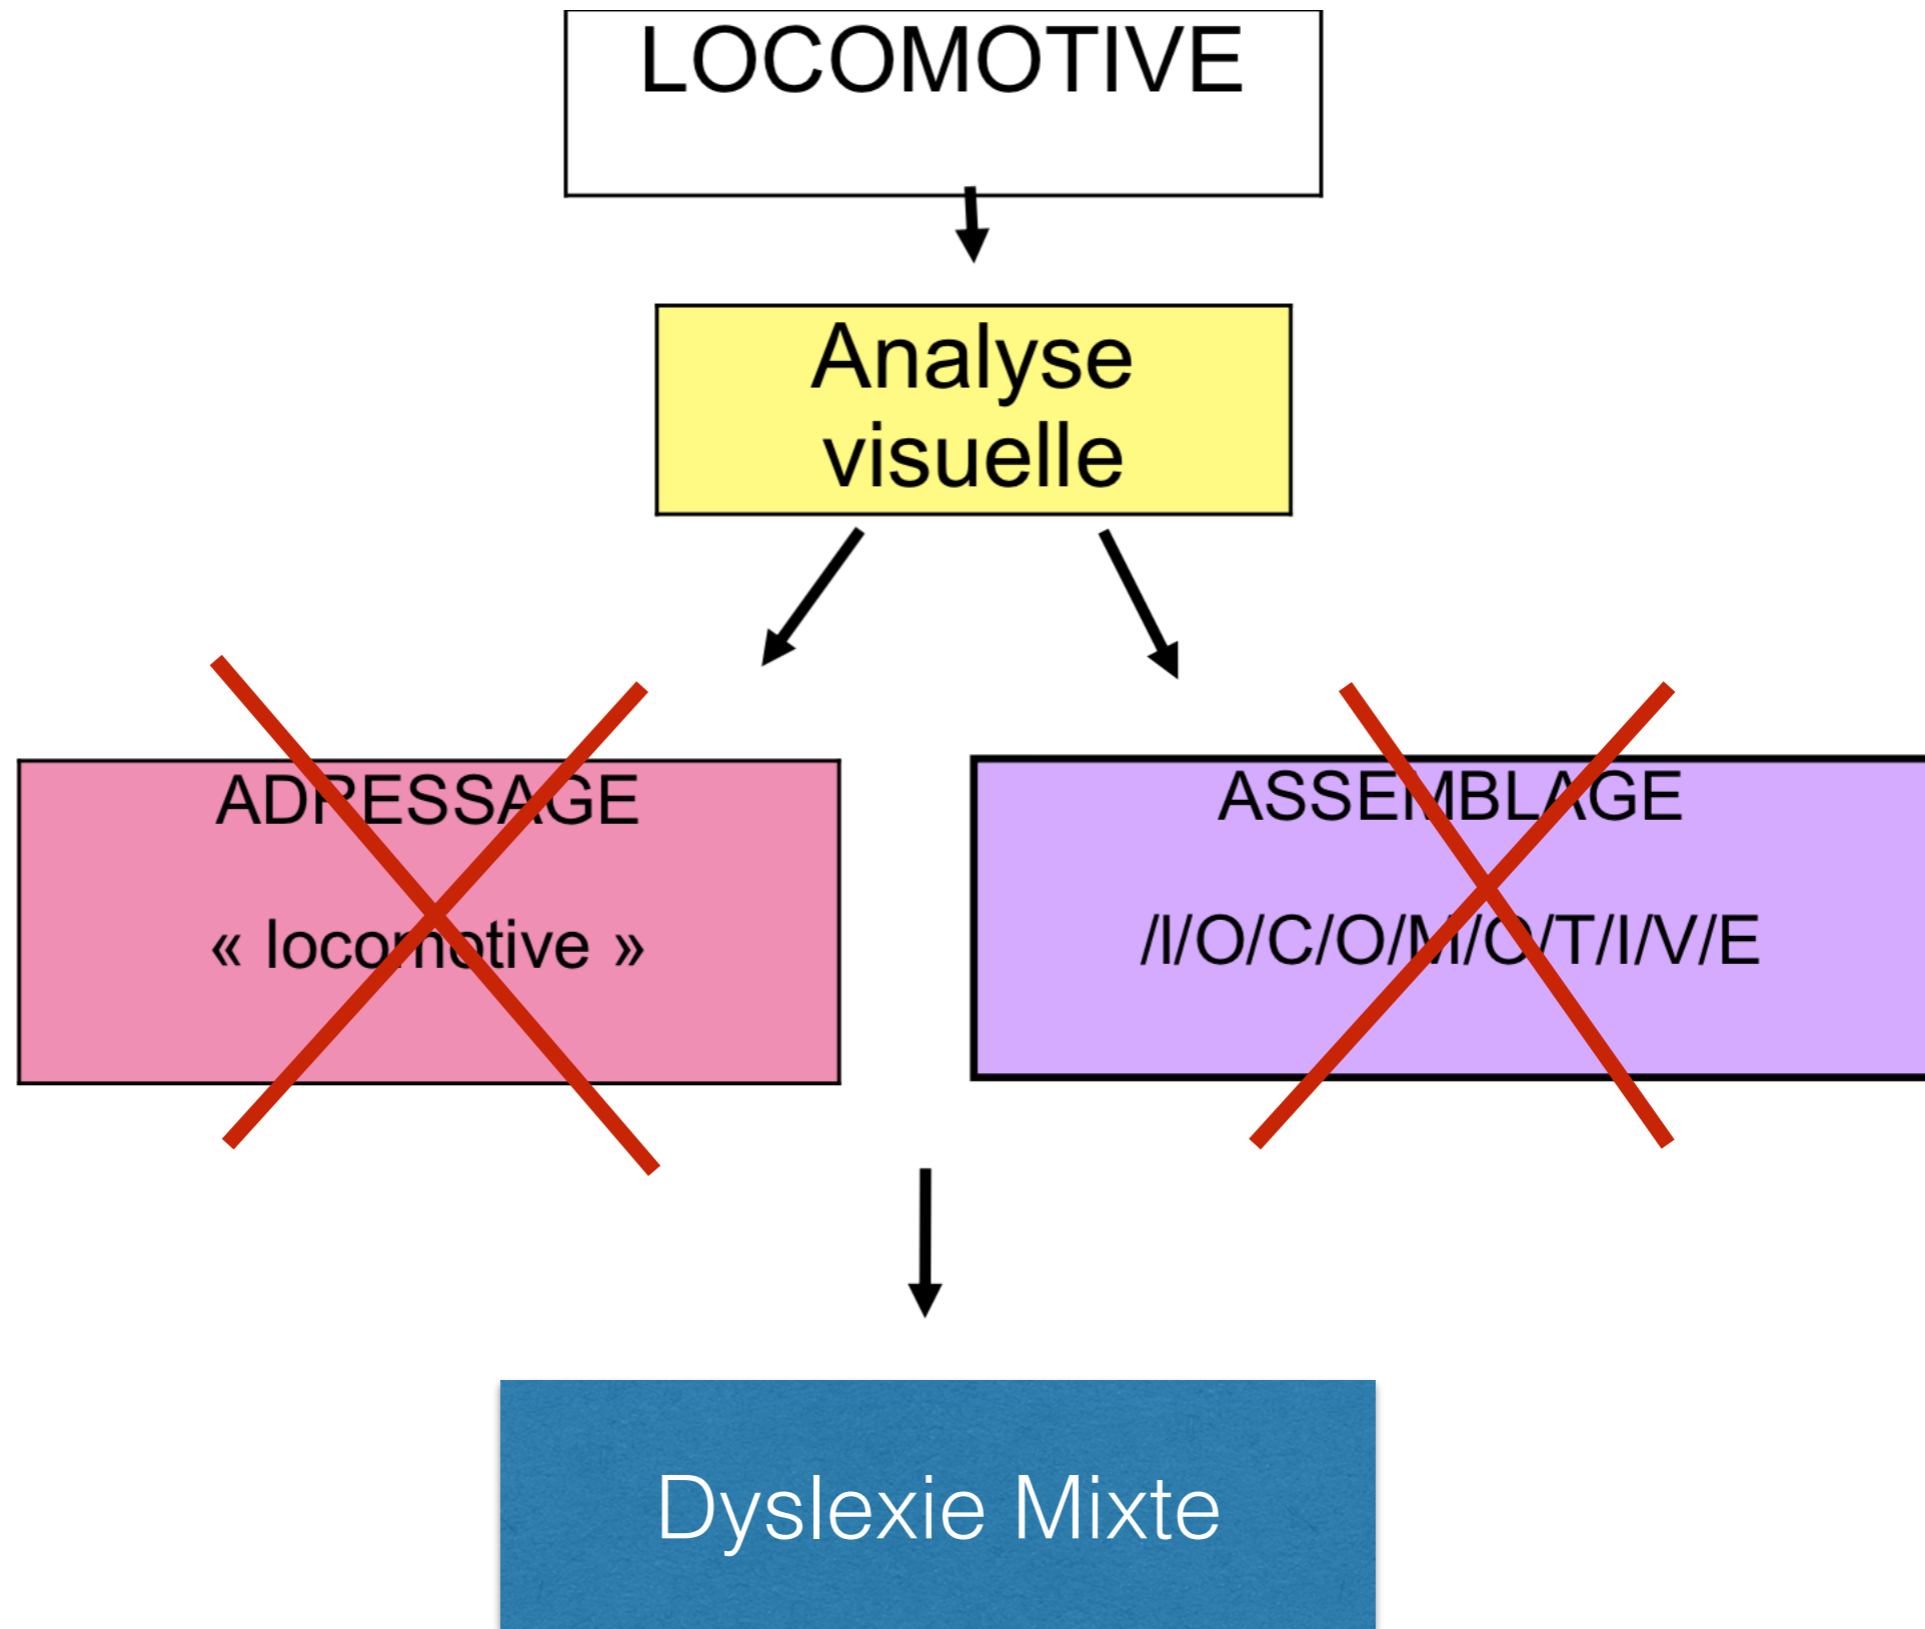 LOCOMOTIVE
Analyse
visuelle
ADRESSAGE
« locomotive »
ASSEMBLAGE
/l/O/C/O/M/O/T/I/V/E
Dyslexie Mixte